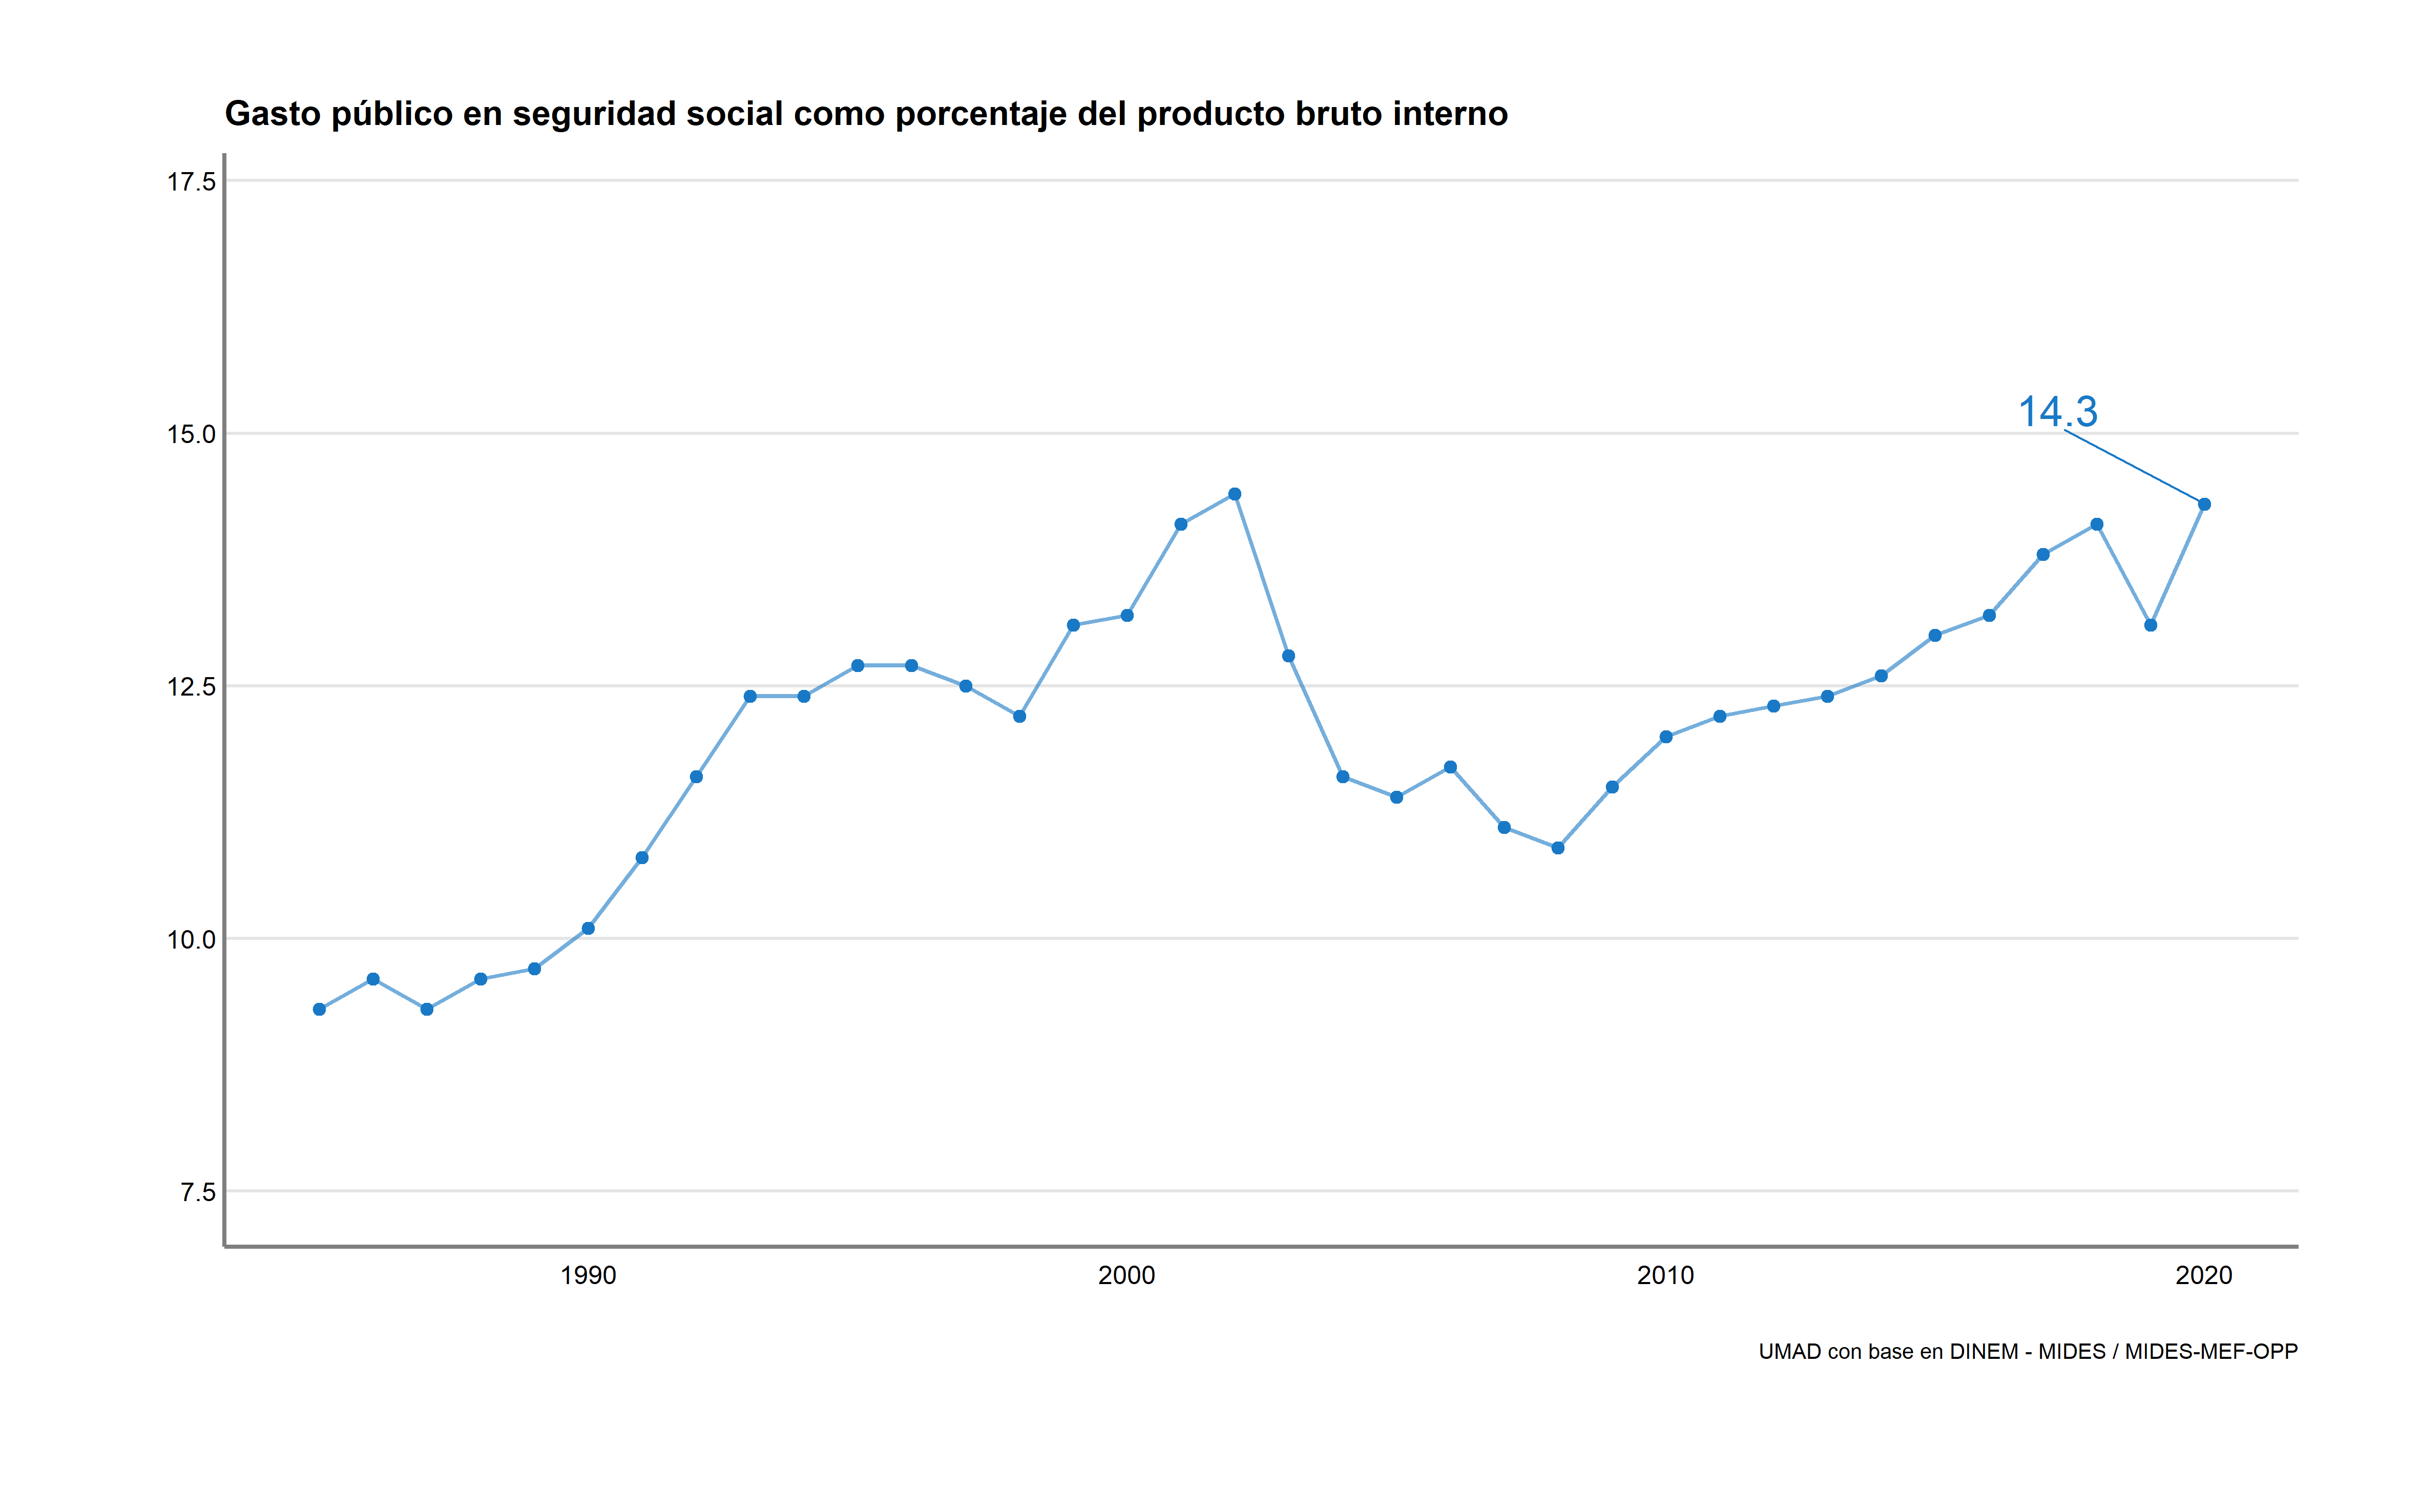 Gasto público en seguridad social como porcentaje del producto bruto interno
17.5
15.0
12.5
10.0
7.5
14.3
1990 2000 2010 2020
UMAD con base en DINEM - MIDES / MIDES-MEF-OPP